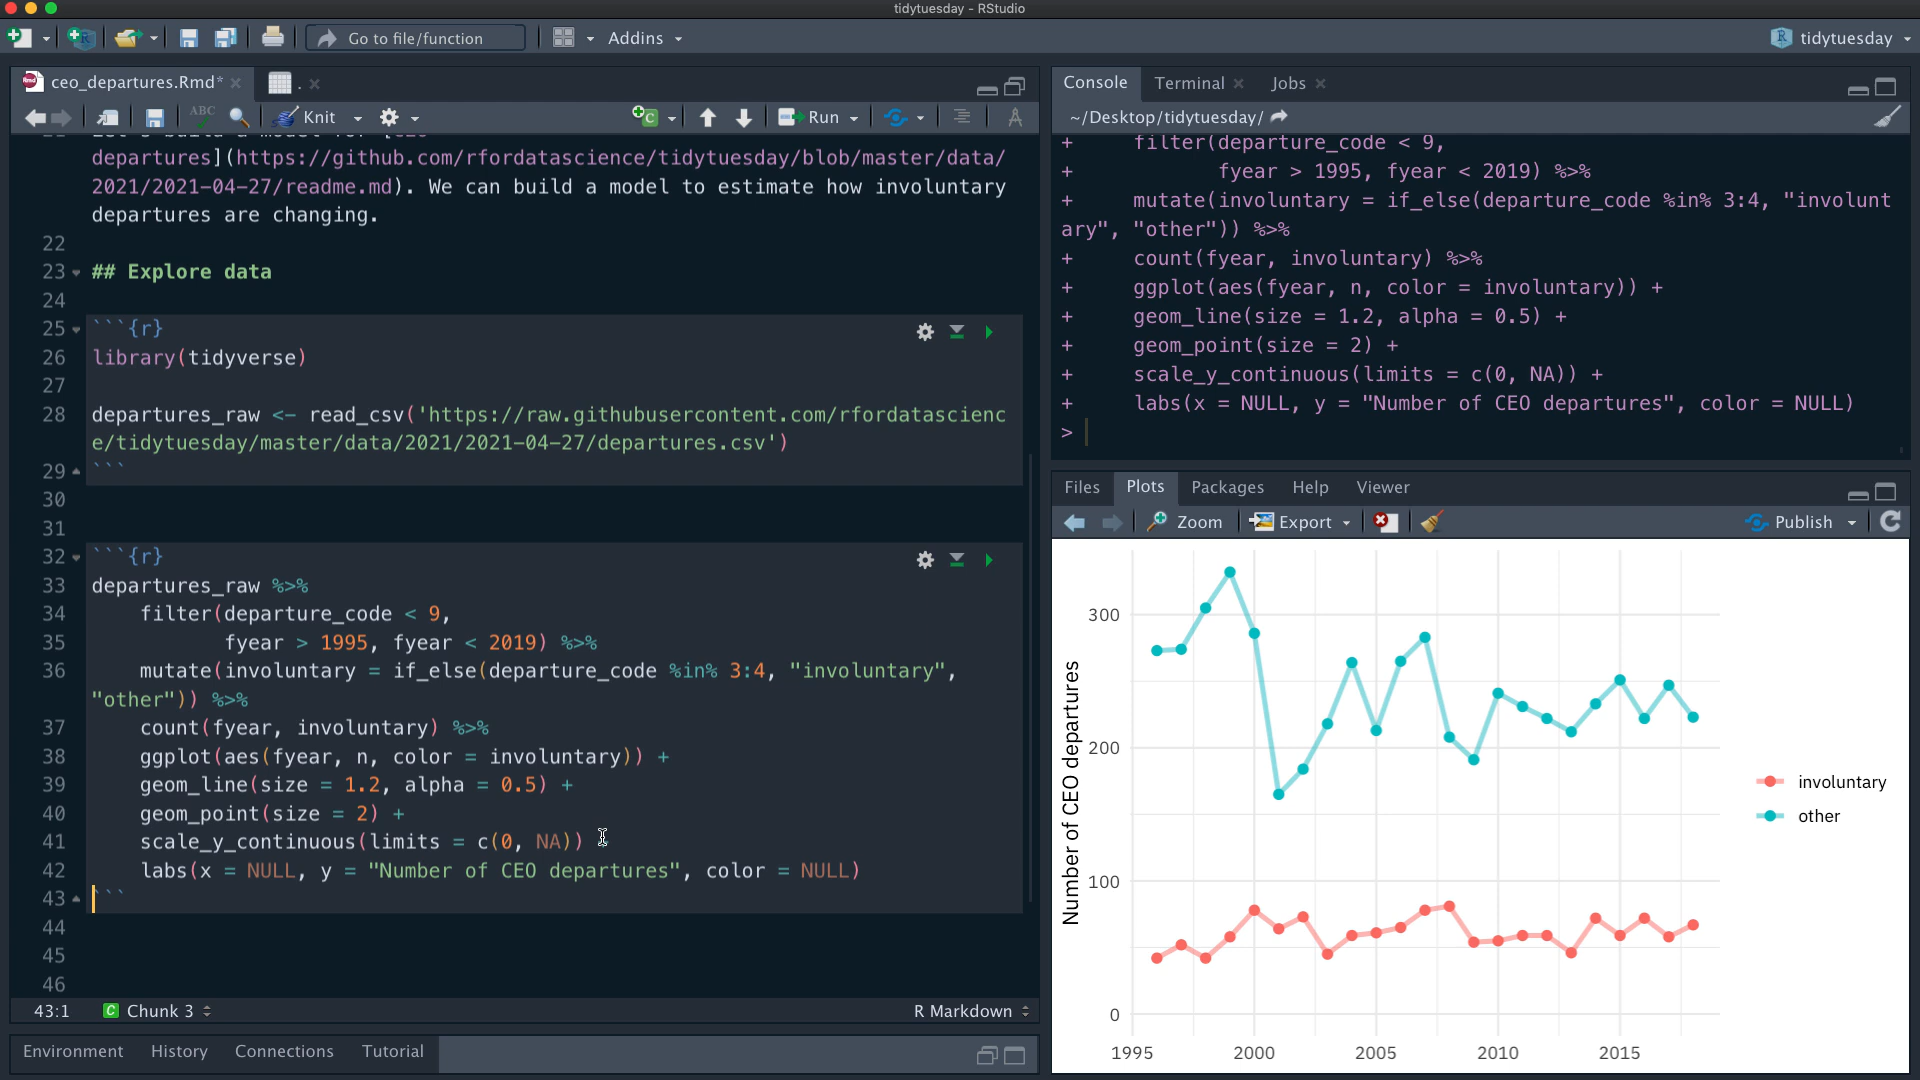 tidytuesday - RStudio
Go to file/function
Addins
tidytuesday
ceo_departures.Rmd*
.
ABC
Knit
Run
departures](https://github.com/rfordatascience/tidytuesday/blob/master/data/
2021/2021-04-27/readme.md). We can build a model to estimate how involuntary
departures are changing.
22
23 ## Explore data
24
25 ```{r}
26 library(tidyverse)
27
28 departures_raw <- read_csv('https://raw.githubusercontent.com/rfordatascienc
e/tidytuesday/master/data/2021/2021-04-27/departures.csv')
29 ```
30
31
32 ```{r}
33 departures_raw %>%
34 filter(departure_code < 9,
35 fyear > 1995, fyear < 2019) %>%
36 mutate(involuntary = if_else(departure_code %in% 3:4, "involuntary",
"other")) %>%
37 count(fyear, involuntary) %>%
38 ggplot(aes(fyear, n, color = involuntary)) +
39 geom_line(size = 1.2, alpha = 0.5) +
40 geom_point(size = 2) +
41 scale_y_continuous(limits = c(0, NA))
42 labs(x = NULL, y = "Number of CEO departures", color = NULL)
43 ```
44
45
46
43:1 C Chunk 3 R Markdown
Environment History Connections Tutorial
Console Terminal Jobs
~/Desktop/tidytuesday/
+ filter(departure_code < 9,
+ fyear > 1995, fyear < 2019) %>%
+ mutate(involuntary = if_else(departure_code %in% 3:4, "involunt
ary", "other")) %>%
+ count(fyear, involuntary) %>%
+ ggplot(aes(fyear, n, color = involuntary)) +
+ geom_line(size = 1.2, alpha = 0.5) +
+ geom_point(size = 2) +
+ scale_y_continuous(limits = c(0, NA)) +
+ labs(x = NULL, y = "Number of CEO departures", color = NULL)
>
Files Plots Packages Help Viewer
Zoom Export Publish
Number of CEO departures
300
200
100
0
1995 2000 2005 2010 2015
involuntary
other